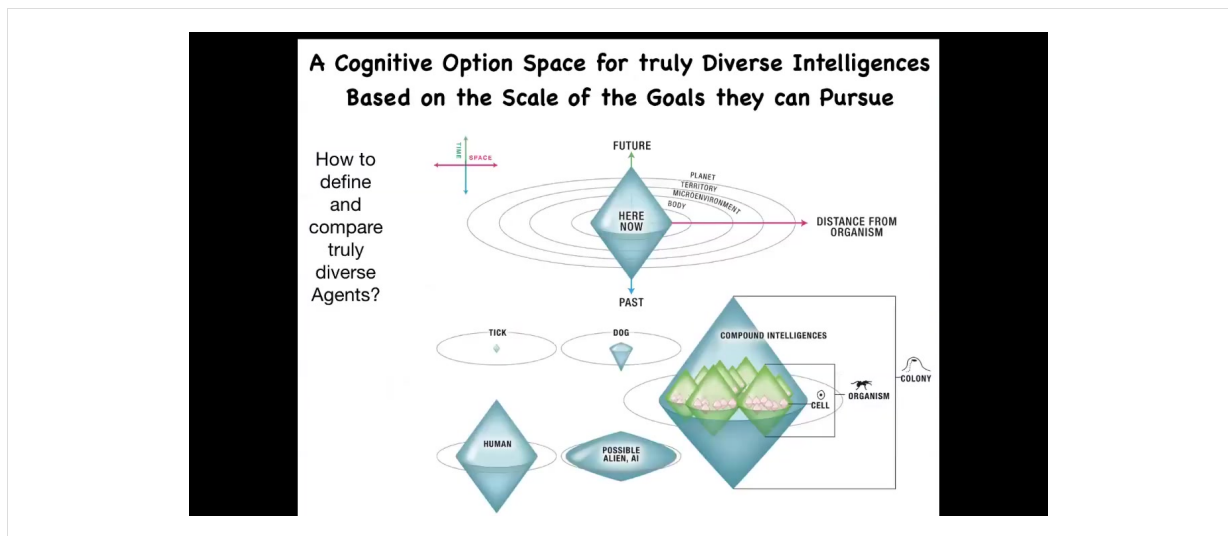 A Cognitive Option Space for truly Diverse Intelligences
Based on the Scale of the Goals they can Pursue
How to
define
and
compare
truly
diverse
Agents?
TIME
SPACE
FUTURE
PLANET
TERRITORY
MICROENVIRONMENT
BODY
HERE
NOW
DISTANCE FROM
ORGANISM
PAST
TICK
DOG
COMPOUND INTELLIGENCES
COLONY
ORGANISM
CELL
HUMAN
POSSIBLE
ALIEN, AI